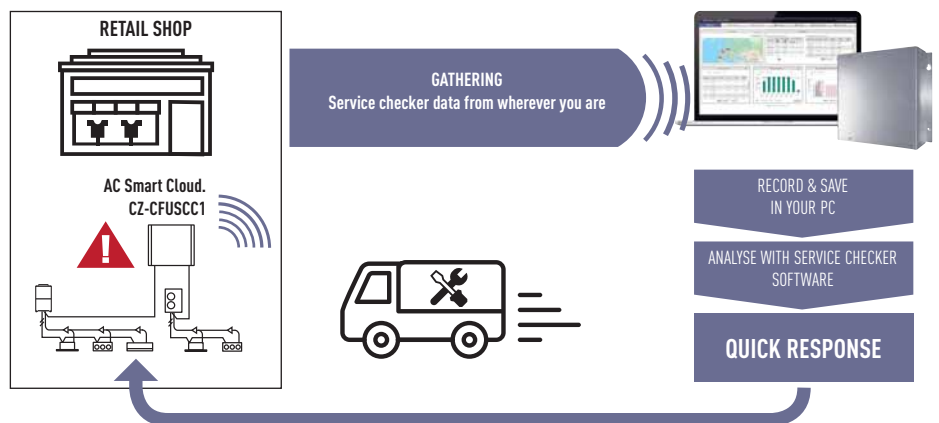 RETAIL SHOP
AC Smart Cloud.
CZ-CFUSCC1
GATHERING
Service checker data from wherever you are
RECORD & SAVE
IN YOUR PC
ANALYSE WITH SERVICE CHECKER
SOFTWARE
QUICK RESPONSE